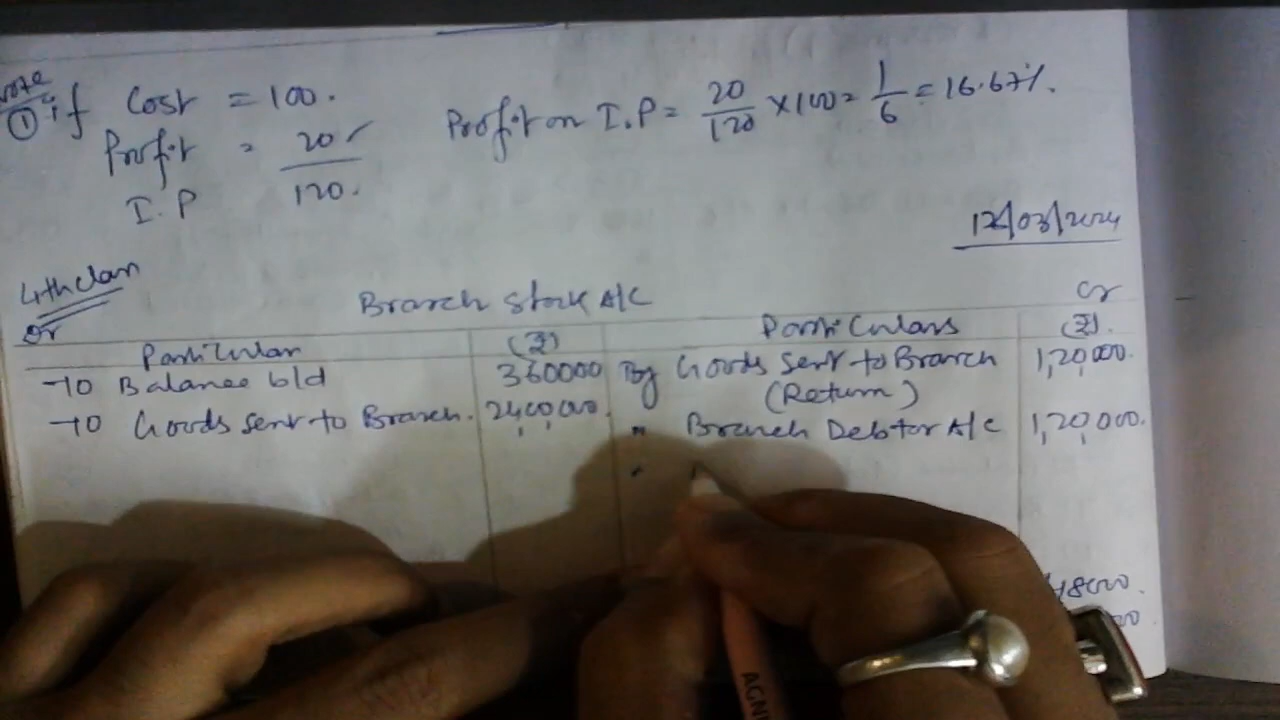 Note
① if Cost = 100.
Profit = 20
I.P 120.
Profit on I.P = 20/120 ×100 = 1/6 = 16.67%.
12/03/2024
4th class
Branch Stock A/C
Dr Cr
Particular (₹) Particulars (₹).
To Balance b/d 360000 By Goods Sent to Branch 1,20,000.
(Return)
To Goods Sent to Branch. 24,00,000. " Branch Debtor A/C 1,20,000.
"
AGNI